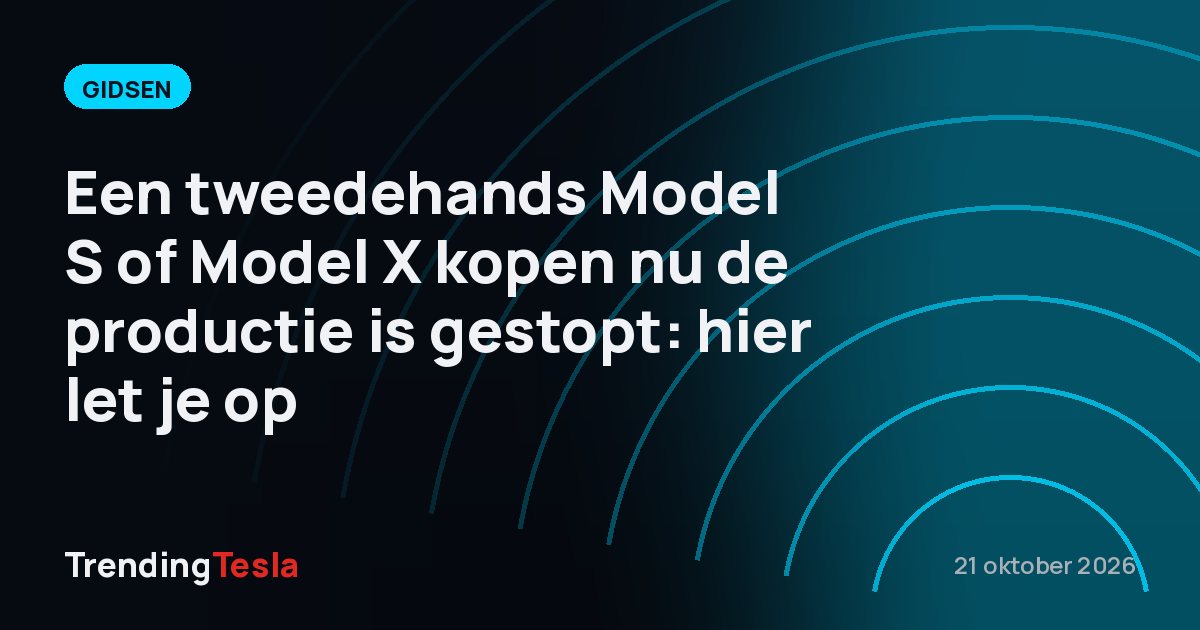 GIDSEN
Een tweedehands Model
S of Model X kopen nu de
productie is gestopt: hier
let je op
TrendingTesla
21 oktober 2026